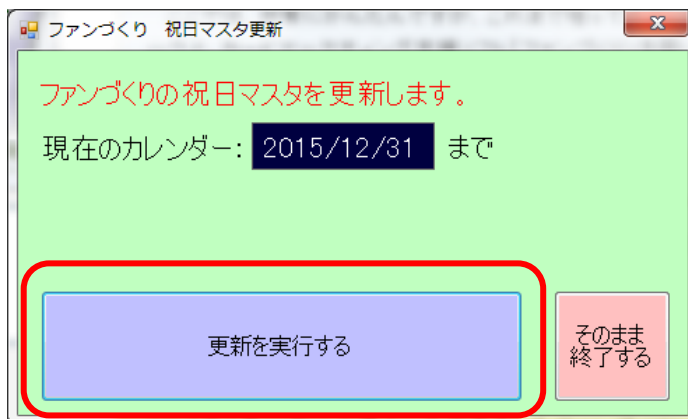 ファンづくり 祝日マスタ更新
ファンづくりの祝日マスタを更新します。
現在のカレンダー: 2015/12/31 まで
更新を実行する
そのまま
終了する